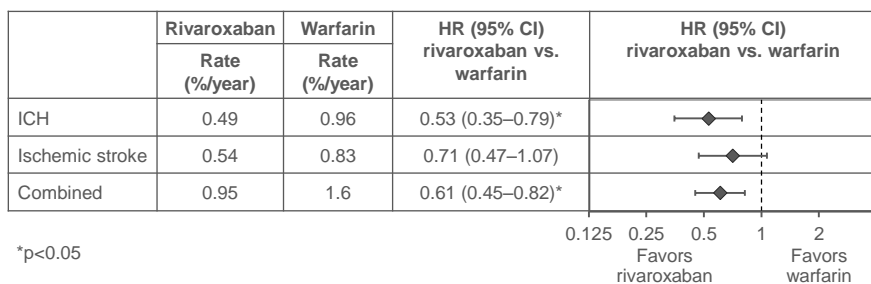 Rivaroxaban Warfarin HR (95% CI) rivaroxaban vs. warfarin HR (95% CI) rivaroxaban vs. warfarin
Rate (%/year) Rate (%/year)
ICH 0.49 0.96 0.53 (0.35–0.79)*
Ischemic stroke 0.54 0.83 0.71 (0.47–1.07)
Combined 0.95 1.6 0.61 (0.45–0.82)*
0.125 0.25 0.5 1 2
*p<0.05
Favors rivaroxaban Favors warfarin